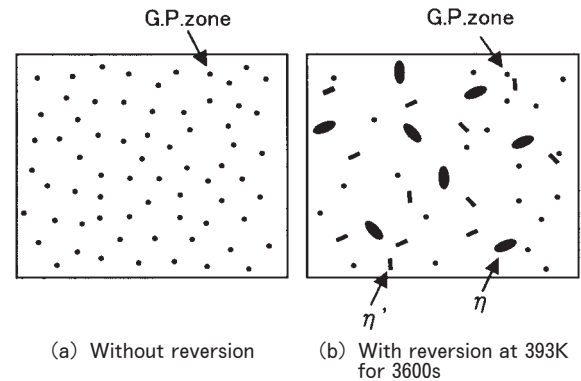 G.P.zone
G.P.zone
η'
η
(a) Without reversion
(b) With reversion at 393K
for 3600s